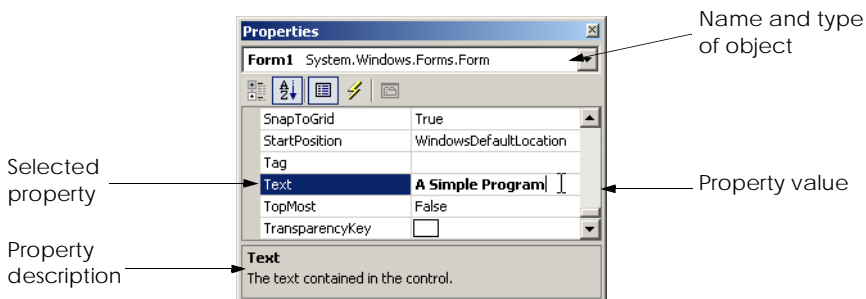 Properties
Name and type
of object
Form1 System.Windows.Forms.Form
SnapToGrid True
StartPosition WindowsDefaultLocation
Tag
Selected
property
Text A Simple Program
Property value
TopMost False
TransparencyKey
Property
description
Text
The text contained in the control.